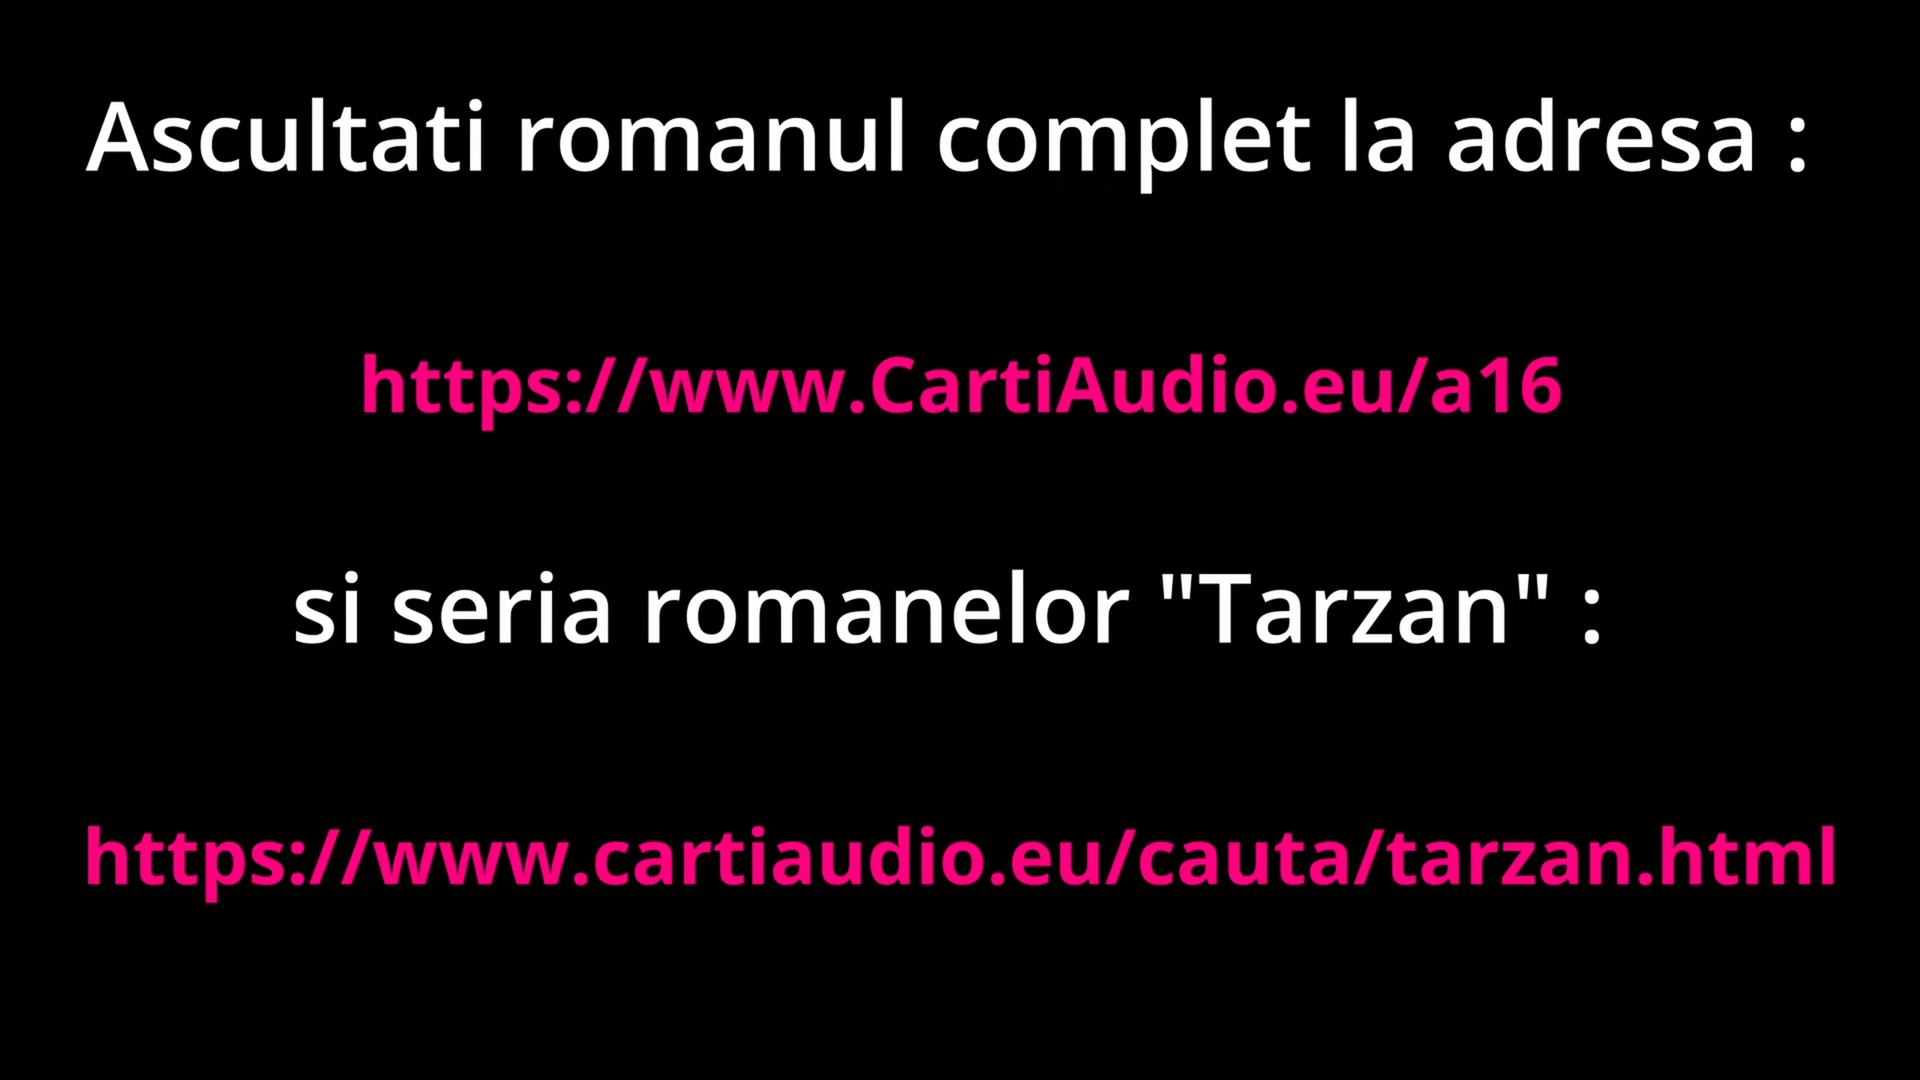 Ascultati romanul complet la adresa :
https://www.CartiAudio.eu/a16
si seria romanelor "Tarzan" :
https://www.cartiaudio.eu/cauta/tarzan.html